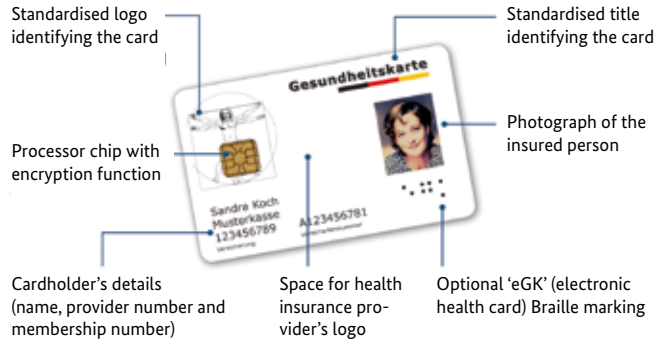 Standardised logo
identifying the card
Standardised title
identifying the card
Gesundheitskarte
Photograph of the
insured person
Processor chip with
encryption function
Sandra Koch
Musterkasse
123456789
Versicherung
A123456781
Versichertennummer
Cardholder's details
(name, provider number and
membership number)
Space for health
insurance pro-
vider's logo
Optional ‘eGK’ (electronic
health card) Braille marking